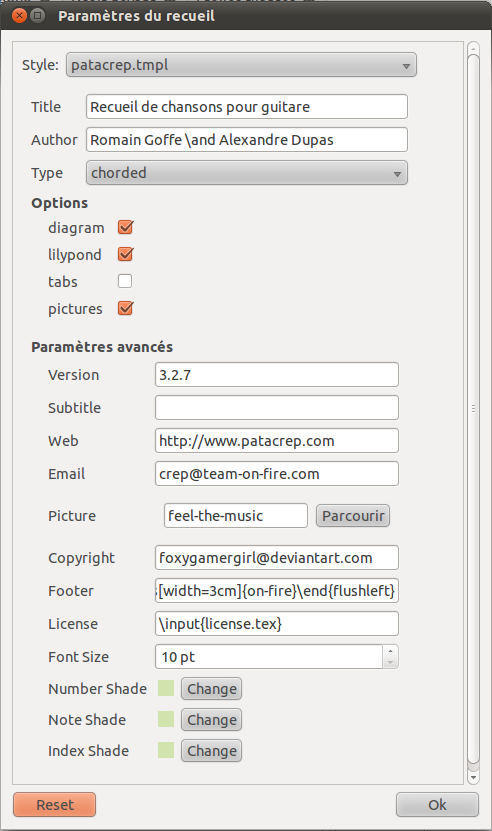 Paramètres du recueil
Style: patacrep.tmpl
Title Recueil de chansons pour guitare
Author Romain Goffe \and Alexandre Dupas
Type chorded
Options
diagram
lilypond
tabs
pictures
Paramètres avancés
Version 3.2.7
Subtitle
Web http://www.patacrep.com
Email crep@team-on-fire.com
Picture feel-the-music Parcourir
Copyright foxygamergirl@deviantart.com
Footer [width=3cm]{on-fire}\end{flushleft}
License \input{license.tex}
Font Size 10 pt
Number Shade Change
Note Shade Change
Index Shade Change
Reset Ok